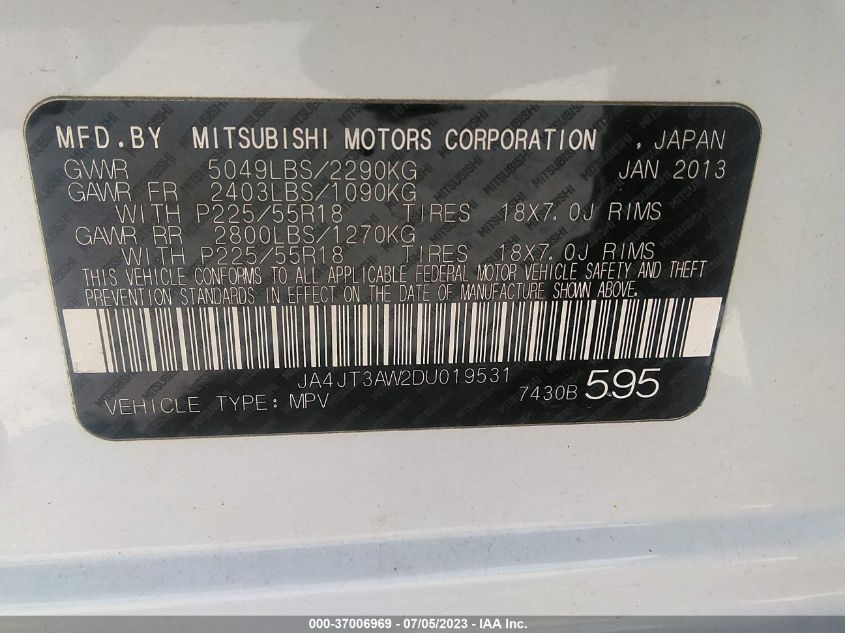 MFD.BY MITSUBISHI MOTORS CORPORATION , JAPAN
GVWR 5049LBS/2290KG JAN 2013
GAWR FR 2403LBS/1090KG
WITH P225/55R18 TIRES 18X7.0J RIMS
GAWR RR 2800LBS/1270KG
WITH P225/55R18 TIRES 18X7.0J RIMS
THIS VEHICLE CONFORMS TO ALL APPLICABLE FEDERAL MOTOR VEHICLE SAFETY AND THEFT
PREVENTION STANDARDS IN EFFECT ON THE DATE OF MANUFACTURE SHOWN ABOVE.
JA4JT3AW2DU019531
VEHICLE TYPE: MPV 7430B 595
000-37006969 - 07/05/2023 - IAA Inc.